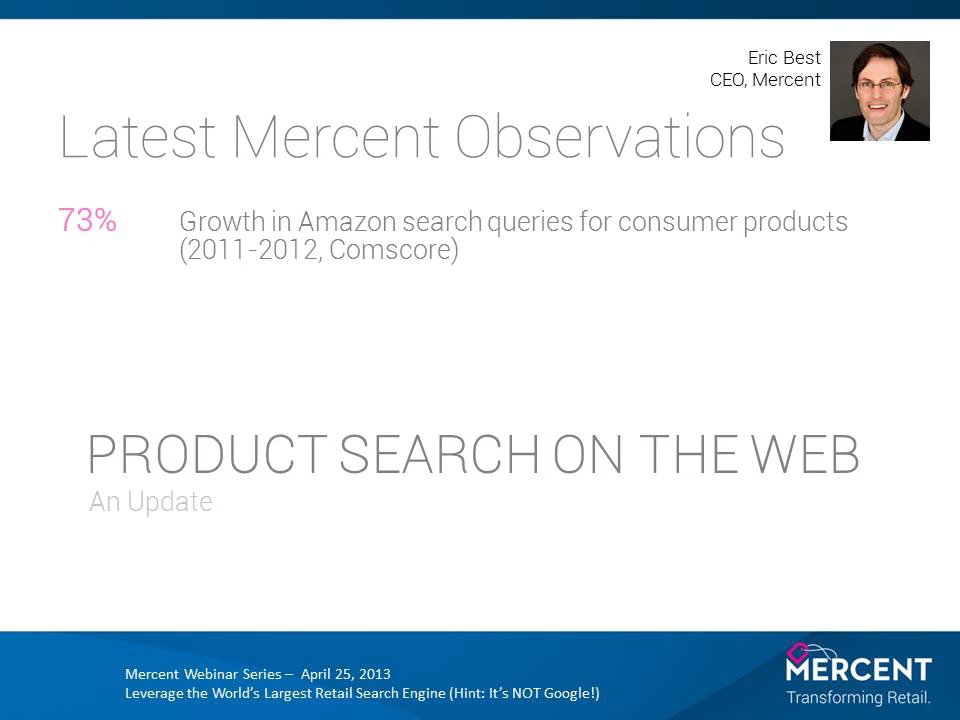 Eric Best
CEO, Mercent
Latest Mercent Observations
73% Growth in Amazon search queries for consumer products
(2011-2012, Comscore)
PRODUCT SEARCH ON THE WEB
An Update
Mercent Webinar Series – April 25, 2013
Leverage the World's Largest Retail Search Engine (Hint: It's NOT Google!)
MERCENT
Transforming Retail.